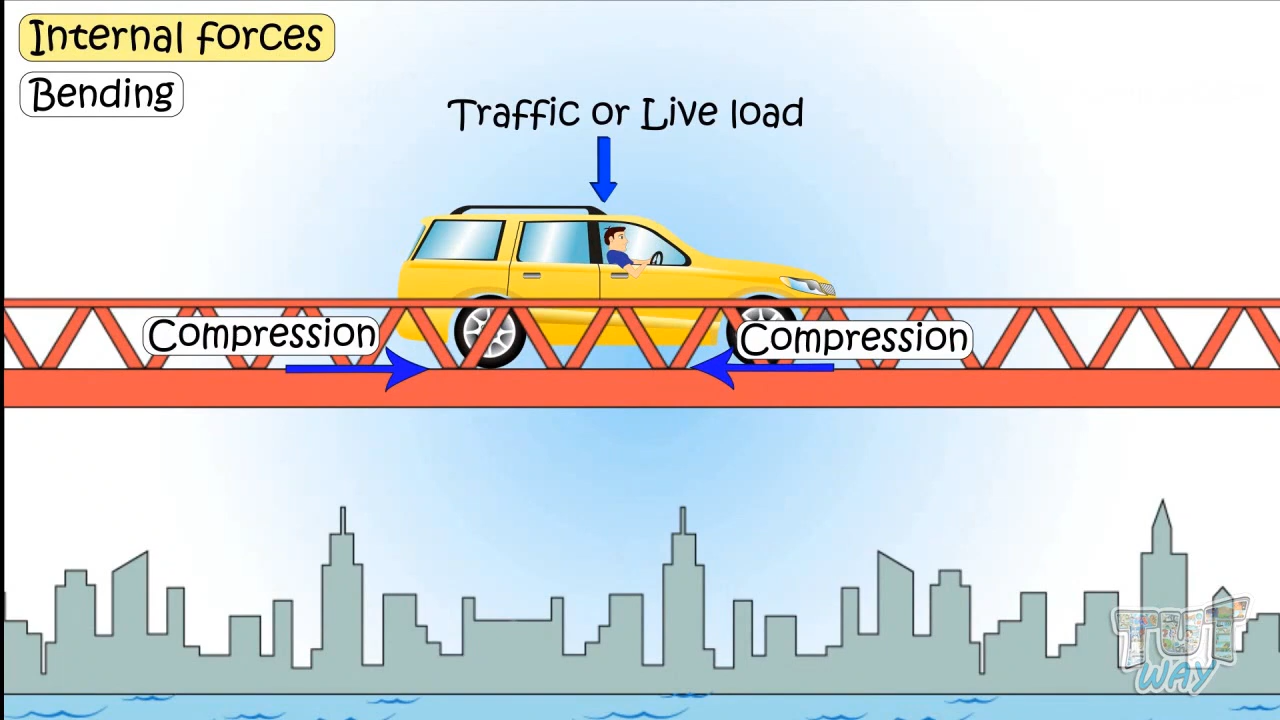 Internal forces
Bending
Traffic or Live load
Compression
Compression
TUT
WAY